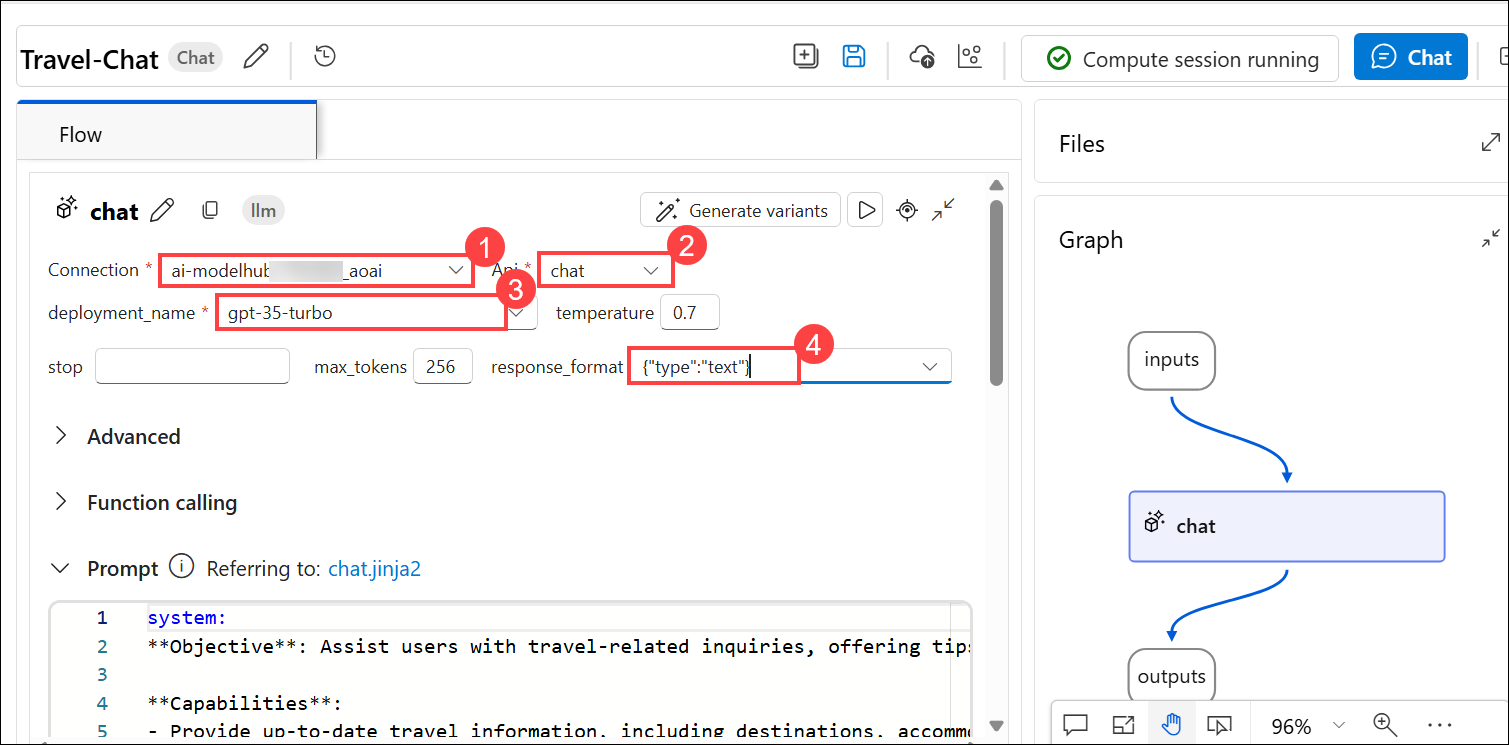 Travel-Chat Chat
Compute session running
Chat
Flow
chat llm
Generate variants
Connection * ai-modelhub _aoai 1 Api * chat 2
deployment_name * gpt-35-turbo 3 temperature 0.7
stop max_tokens 256 response_format {"type":"text"} 4
Advanced
Function calling
Prompt Referring to: chat.jinja2
1 system:
2 **Objective**: Assist users with travel-related inquiries, offering tips
3
4 **Capabilities**:
5 - Provide up-to-date travel information, including destinations, accomm
Files
Graph
inputs
chat
outputs
96%